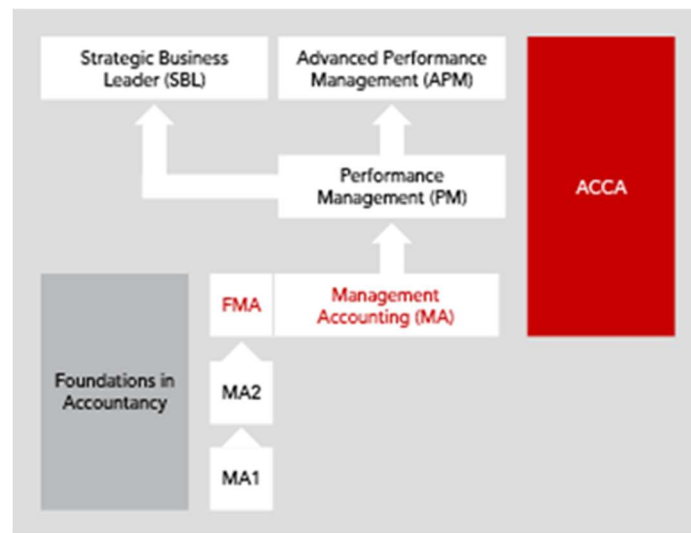 Strategic Business
Leader (SBL)
Advanced Performance
Management (APM)
Performance
Management (PM)
ACCA
FMA
Management
Accounting (MA)
Foundations in
Accountancy
MA2
MA1